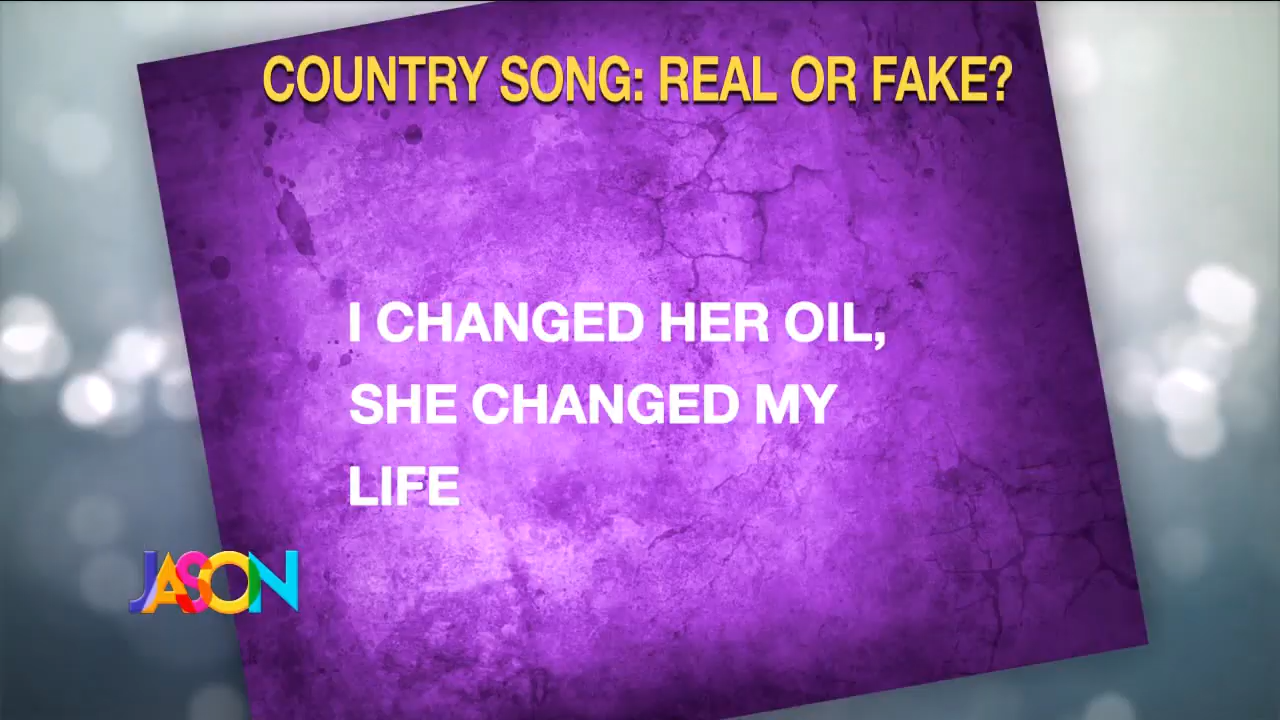 COUNTRY SONG: REAL OR FAKE?
I CHANGED HER OIL,
SHE CHANGED MY
LIFE
JASON